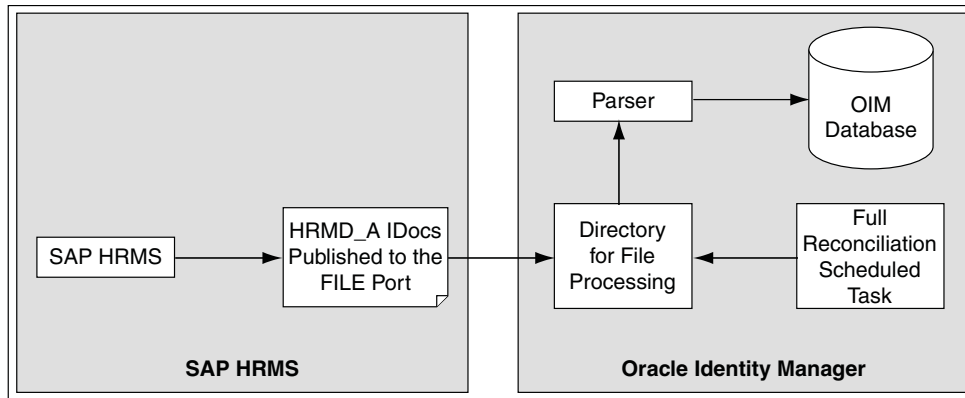 SAP HRMS
HRMD_A IDocs
Published to the
FILE Port
SAP HRMS
Parser
OIM
Database
Directory
for File
Processing
Full
Reconciliation
Scheduled
Task
Oracle Identity Manager